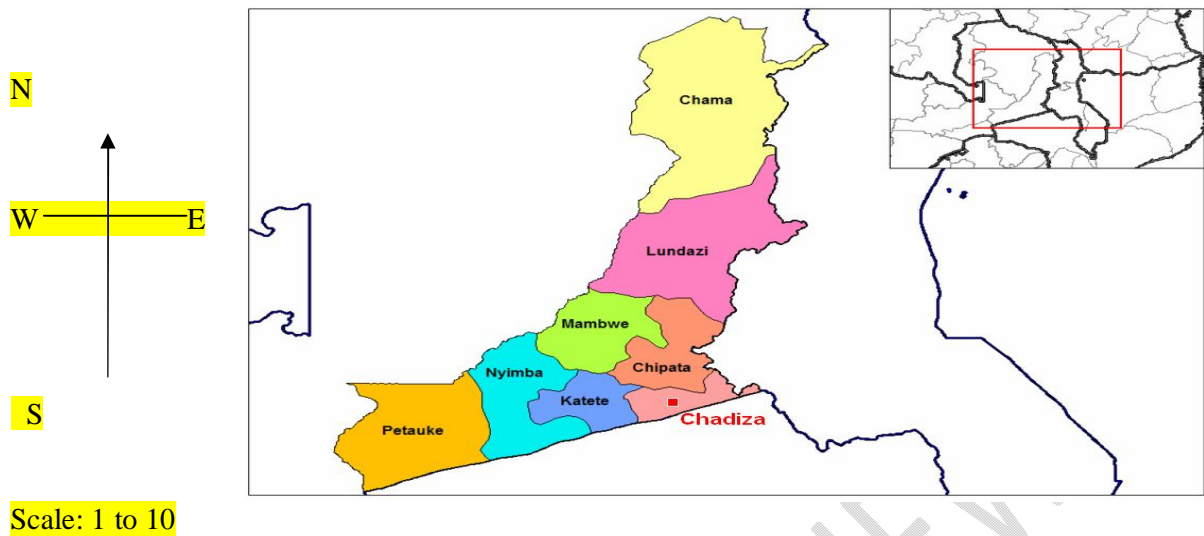 N
W E
S
Scale: 1 to 10
Chama
Lundazi
Mambwe
Chipata
Nyimba
Katete
Chadiza
Petauke